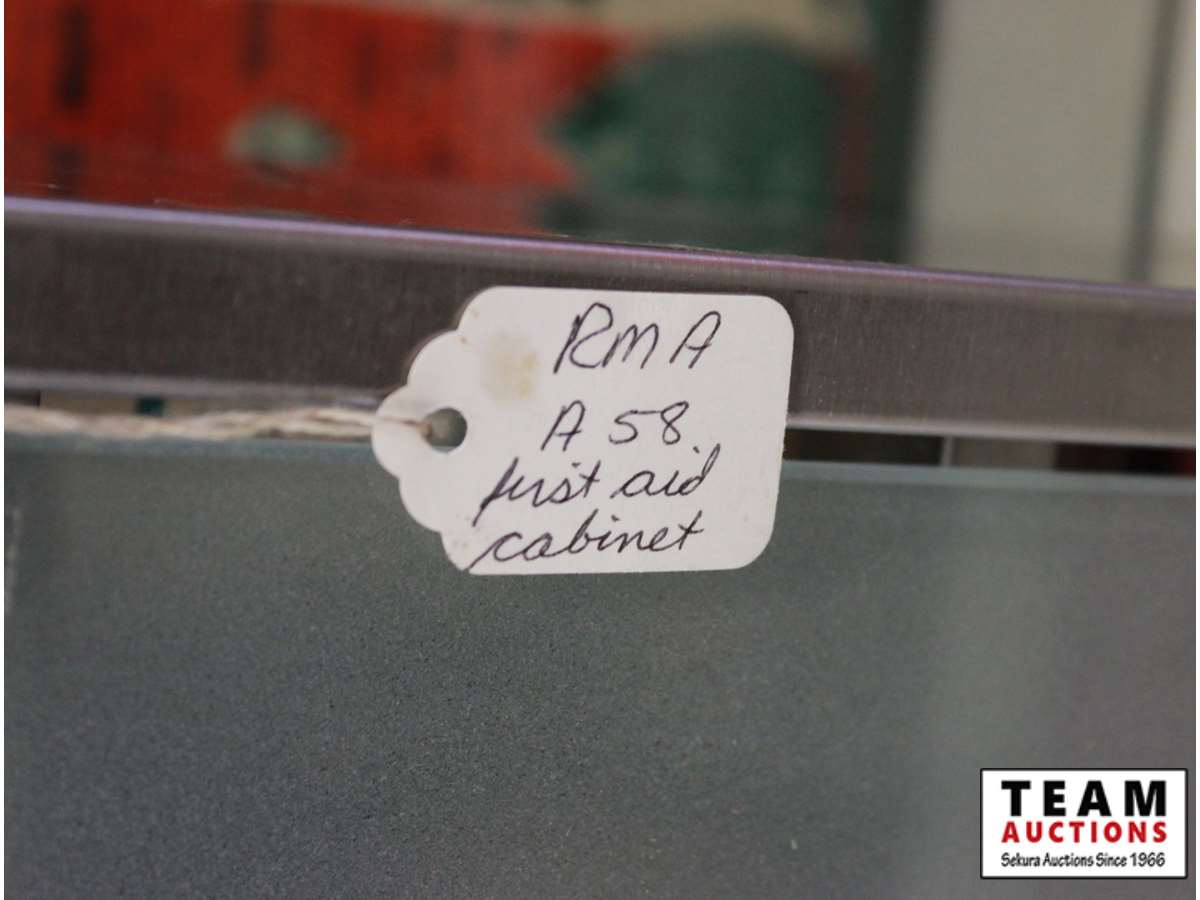 RMA
A 58
first aid
cabinet
TEAM
AUCTIONS
Sekura Auctions Since 1966